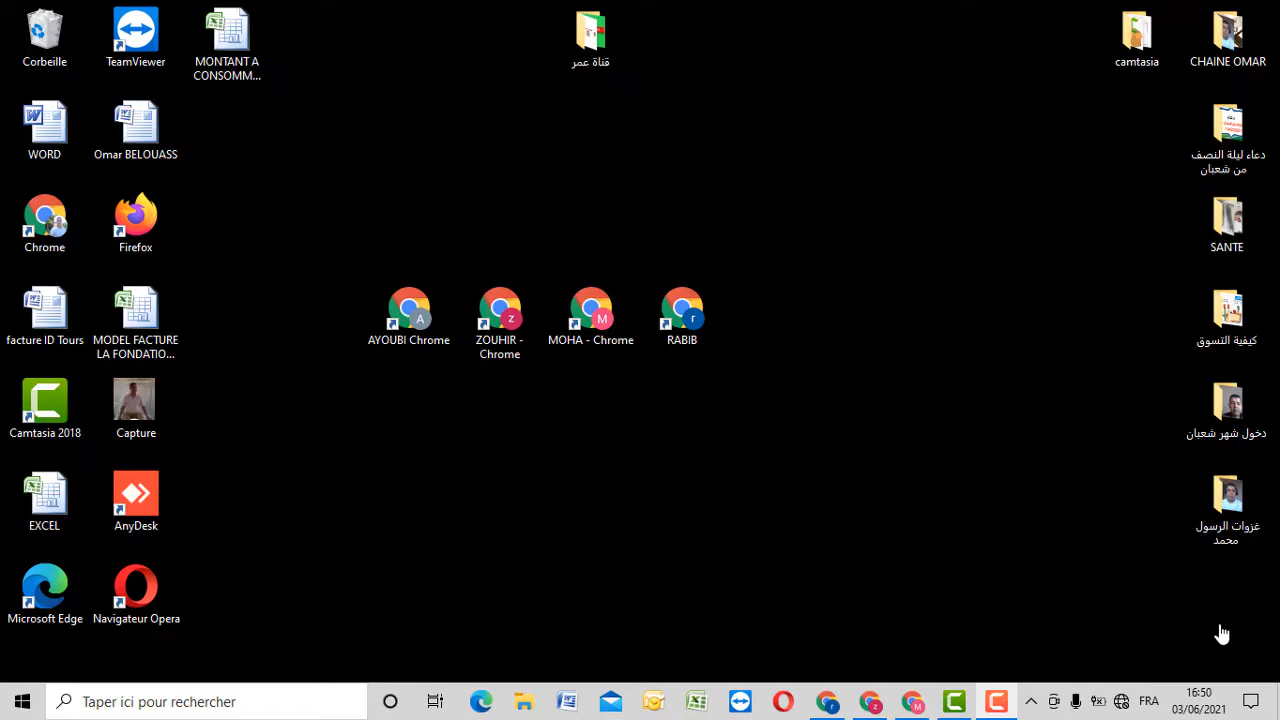 Corbeille
TeamViewer
MONTANT A
CONSOMM...
قناة عمر
camtasia
CHAINE OMAR
WORD
Omar BELOUASS
دعاء ليلة النصف
من شعبان
Chrome
Firefox
SANTE
facture ID Tours
MODEL FACTURE
LA FONDATIO...
AYOUBI Chrome
ZOUHIR -
Chrome
MOHA - Chrome
RABIB
كيفية التسوق
Camtasia 2018
Capture
دخول شهر شعبان
EXCEL
AnyDesk
غزوات الرسول
محمد
Microsoft Edge
Navigateur Opera
Taper ici pour rechercher
FRA
16:50
03/06/2021